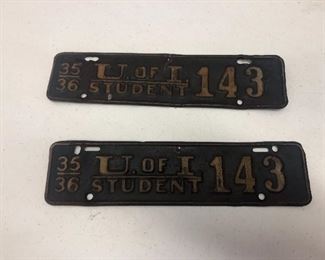 35 U. OF I. 143
36 STUDENT
35 U. OF I. 143
36 STUDENT